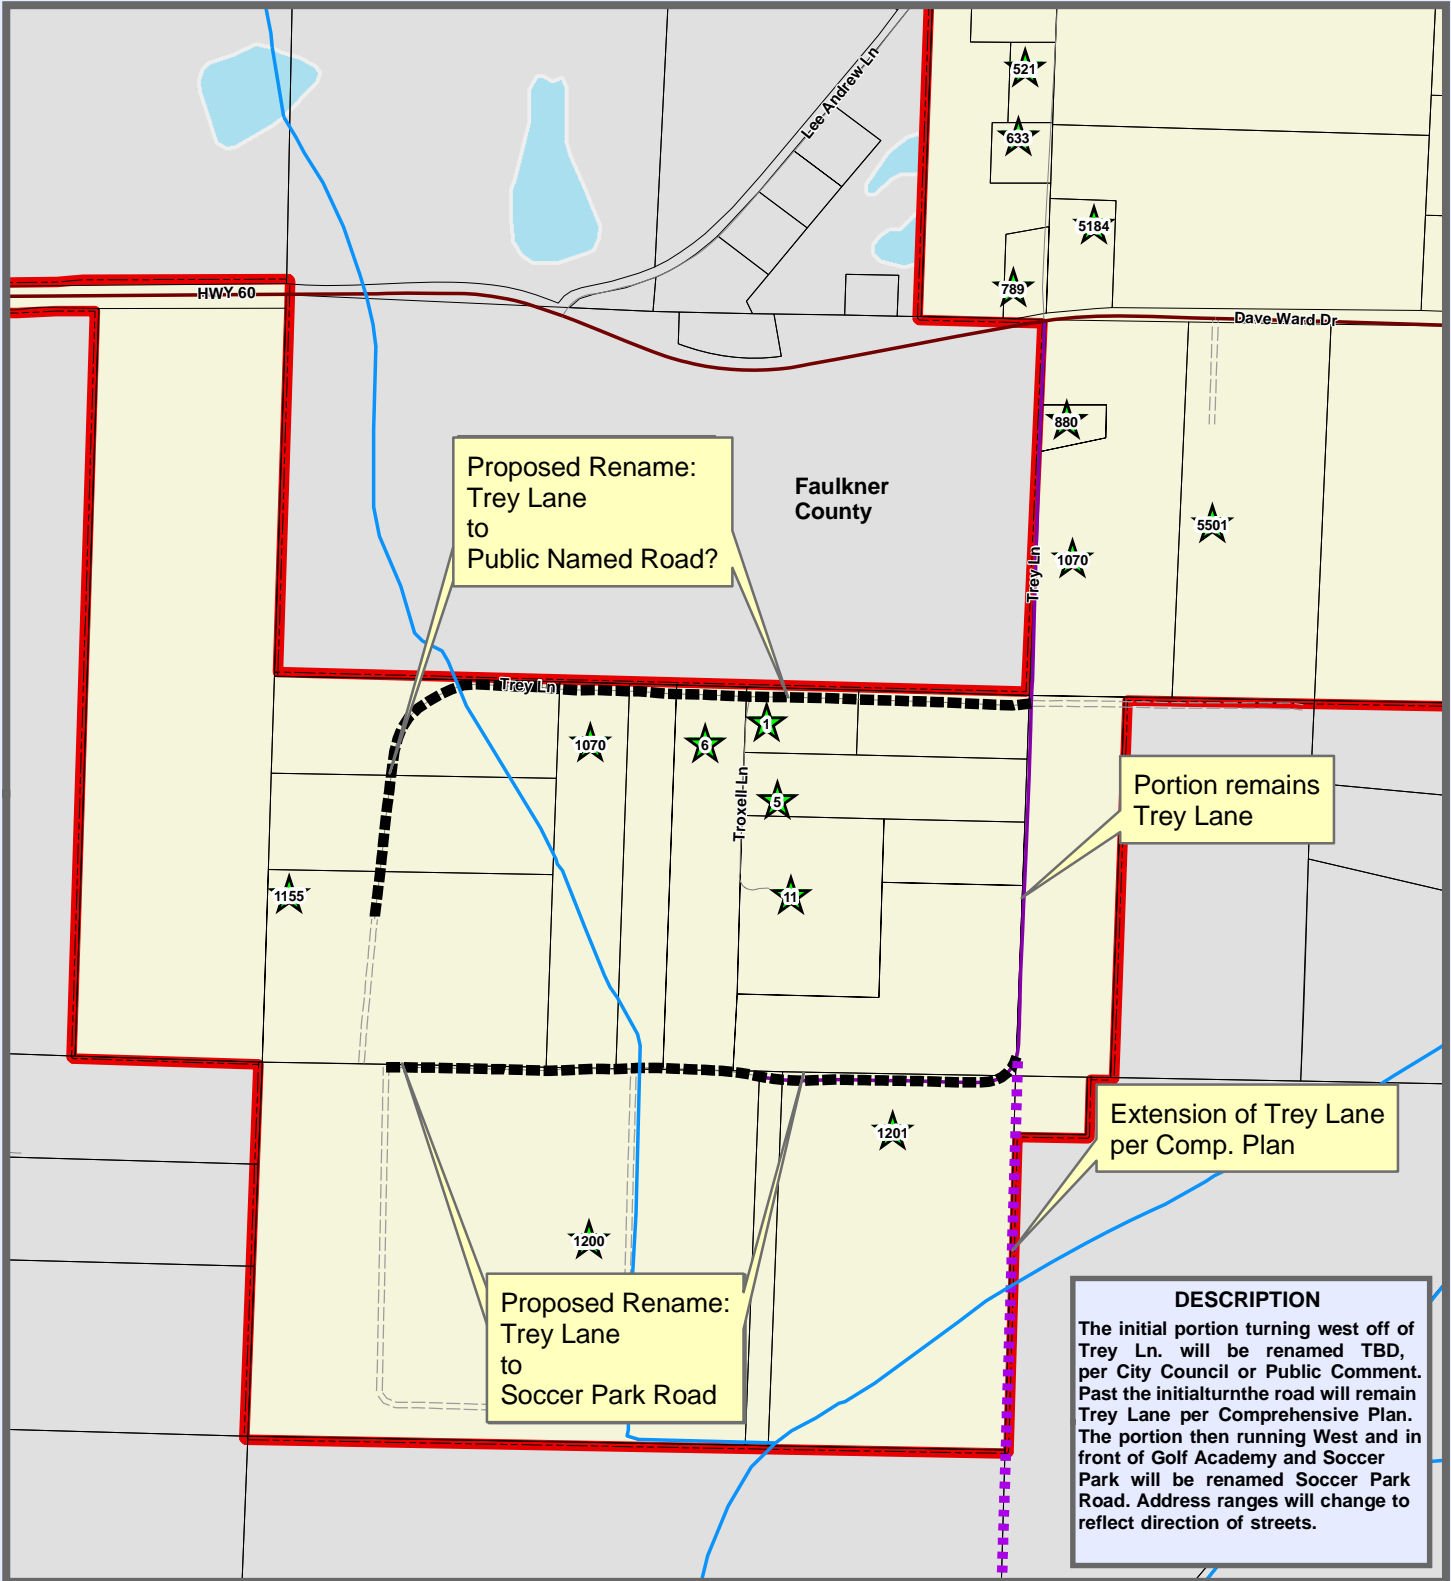 521
Lee-Andrew-Ln
633
5184
789
HWY 60
Dave Ward Dr
880
Proposed Rename:
Trey Lane
to
Public Named Road?
Faulkner
County
5501
1070
Trey Ln
Trey Ln
1
1070
6
Troxell-Ln
5
Portion remains
Trey Lane
1155
11
1201
Extension of Trey Lane
per Comp. Plan
1200
Proposed Rename:
Trey Lane
to
Soccer Park Road
DESCRIPTION
The initial portion turning west off of
Trey Ln. will be renamed TBD,
per City Council or Public Comment.
Past the initialturnthe road will remain
Trey Lane per Comprehensive Plan.
The portion then running West and in
front of Golf Academy and Soccer
Park will be renamed Soccer Park
Road. Address ranges will change to
reflect direction of streets.